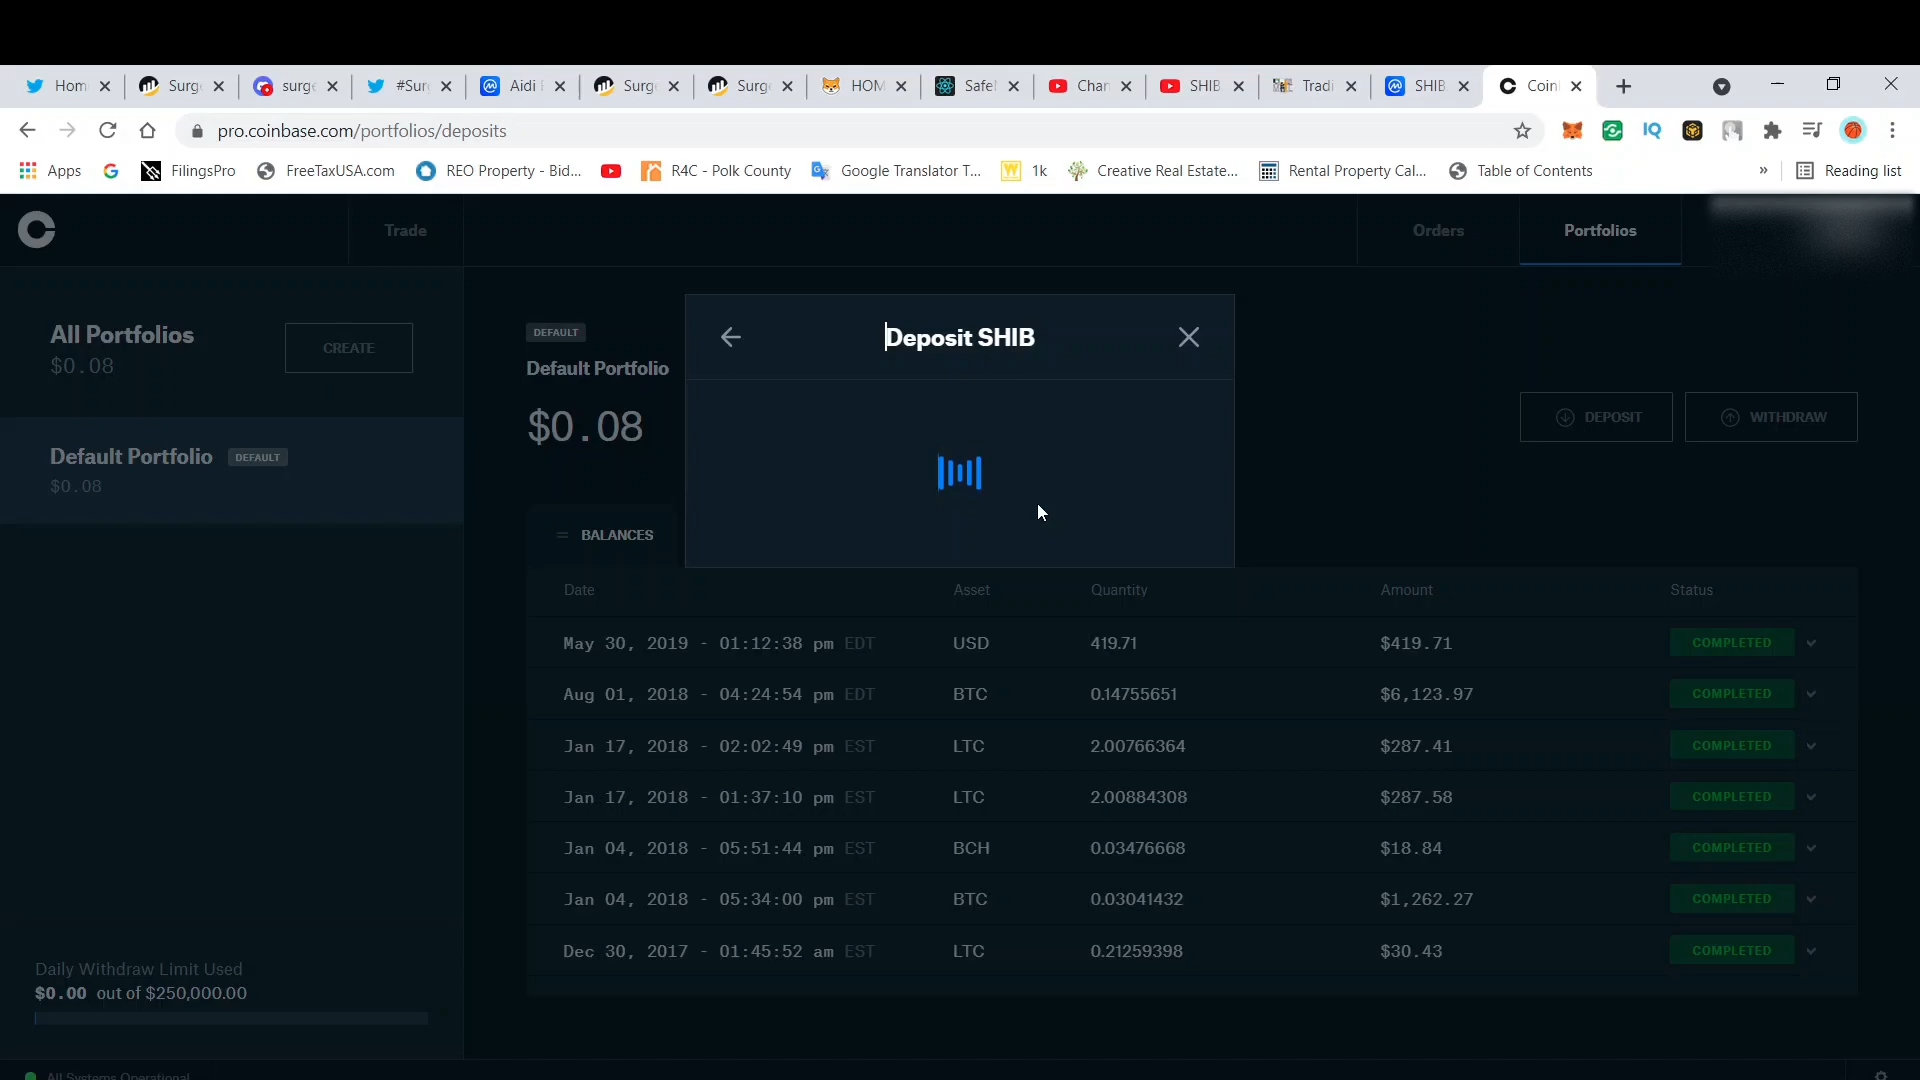 Hom
Surg
surge
#Sur
Aidi
Surg
Surge
HOM
Safe
Chan
SHIB
Tradi
SHIB
Coin
pro.coinbase.com/portfolios/deposits
Apps
FilingsPro
FreeTaxUSA.com
REO Property - Bid...
R4C - Polk County
Google Translator T...
1k
Creative Real Estate...
Rental Property Cal...
Table of Contents
»
Reading list
Trade
Orders
Portfolios
All Portfolios
$0.08
CREATE
Default Portfolio DEFAULT
$0.08
DEFAULT
Default Portfolio
$0.08
Deposit SHIB
DEPOSIT
WITHDRAW
BALANCES
Date Asset Quantity Amount Status
May 30, 2019 - 01:12:38 pm EDT USD 419.71 $419.71 COMPLETED
Aug 01, 2018 - 04:24:54 pm EDT BTC 0.14755651 $6,123.97 COMPLETED
Jan 17, 2018 - 02:02:49 pm EST LTC 2.00766364 $287.41 COMPLETED
Jan 17, 2018 - 01:37:10 pm EST LTC 2.00884308 $287.58 COMPLETED
Jan 04, 2018 - 05:51:44 pm EST BCH 0.03476668 $18.84 COMPLETED
Jan 04, 2018 - 05:34:00 pm EST BTC 0.03041432 $1,262.27 COMPLETED
Dec 30, 2017 - 01:45:52 am EST LTC 0.21259398 $30.43 COMPLETED
Daily Withdraw Limit Used
$0.00 out of $250,000.00
All Systems Operational